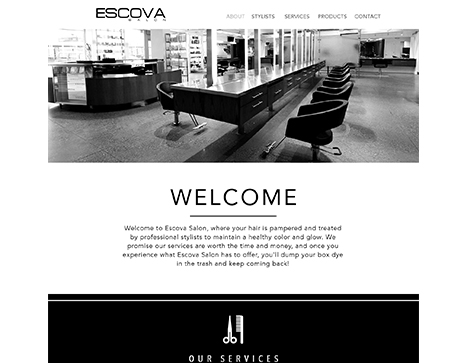 ESCOVA
SALON
ABOUT STYLISTS SERVICES PRODUCTS CONTACT
WELCOME
Welcome to Escova Salon, where your hair is pampered and treated
by professional stylists to maintain a healthy color and glow. We
promise our services are worth the time and money, and once you
experience what Escova Salon has to offer, you'll dump your box dye
in the trash and keep coming back!
OUR SERVICES